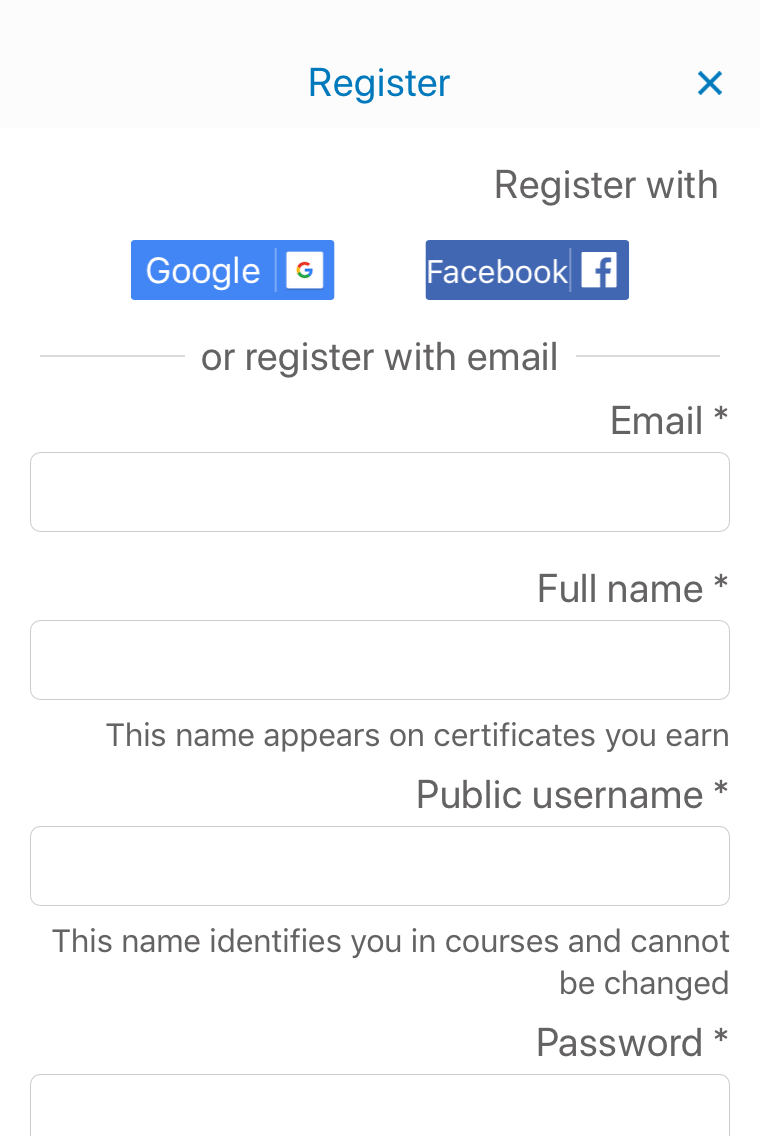 Register
Register with
Google
Facebook
or register with email
Email *
Full name *
This name appears on certificates you earn
Public username *
This name identifies you in courses and cannot
be changed
Password *